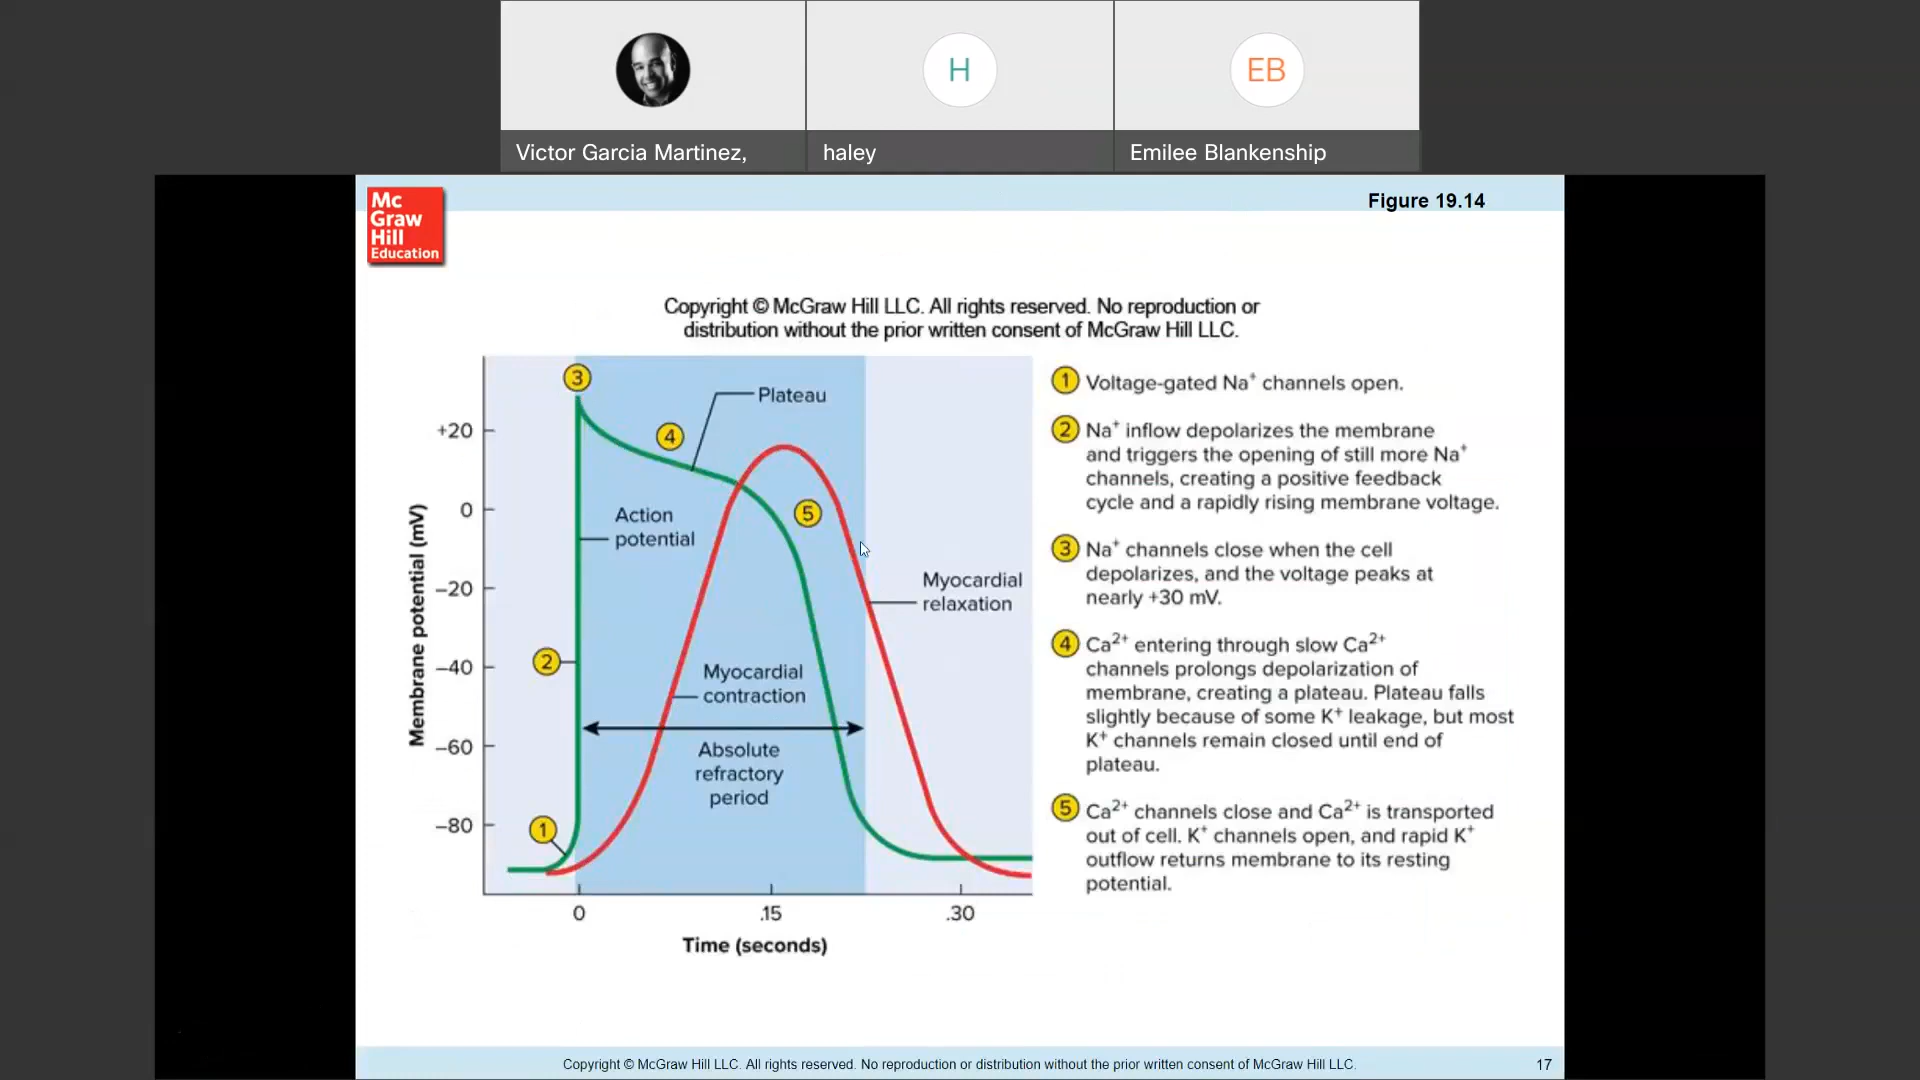 H
EB
Victor Garcia Martinez,
haley
Emilee Blankenship
Mc
Graw
Hill
Education
Figure 19.14
Copyright © McGraw Hill LLC. All rights reserved. No reproduction or
distribution without the prior written consent of McGraw Hill LLC.
Membrane potential (mV)
+20
0
–20
–40
–60
–80
3
4
Plateau
Action
potential
5
2
Myocardial
relaxation
Myocardial
contraction
Absolute
refractory
period
1
0
.15
.30
Time (seconds)
1 Voltage-gated Na⁺ channels open.
2 Na⁺ inflow depolarizes the membrane
and triggers the opening of still more Na⁺
channels, creating a positive feedback
cycle and a rapidly rising membrane voltage.
3 Na⁺ channels close when the cell
depolarizes, and the voltage peaks at
nearly +30 mV.
4 Ca²⁺ entering through slow Ca²⁺
channels prolongs depolarization of
membrane, creating a plateau. Plateau falls
slightly because of some K⁺ leakage, but most
K⁺ channels remain closed until end of
plateau.
5 Ca²⁺ channels close and Ca²⁺ is transported
out of cell. K⁺ channels open, and rapid K⁺
outflow returns membrane to its resting
potential.
Copyright © McGraw Hill LLC. All rights reserved. No reproduction or distribution without the prior written consent of McGraw Hill LLC.
17